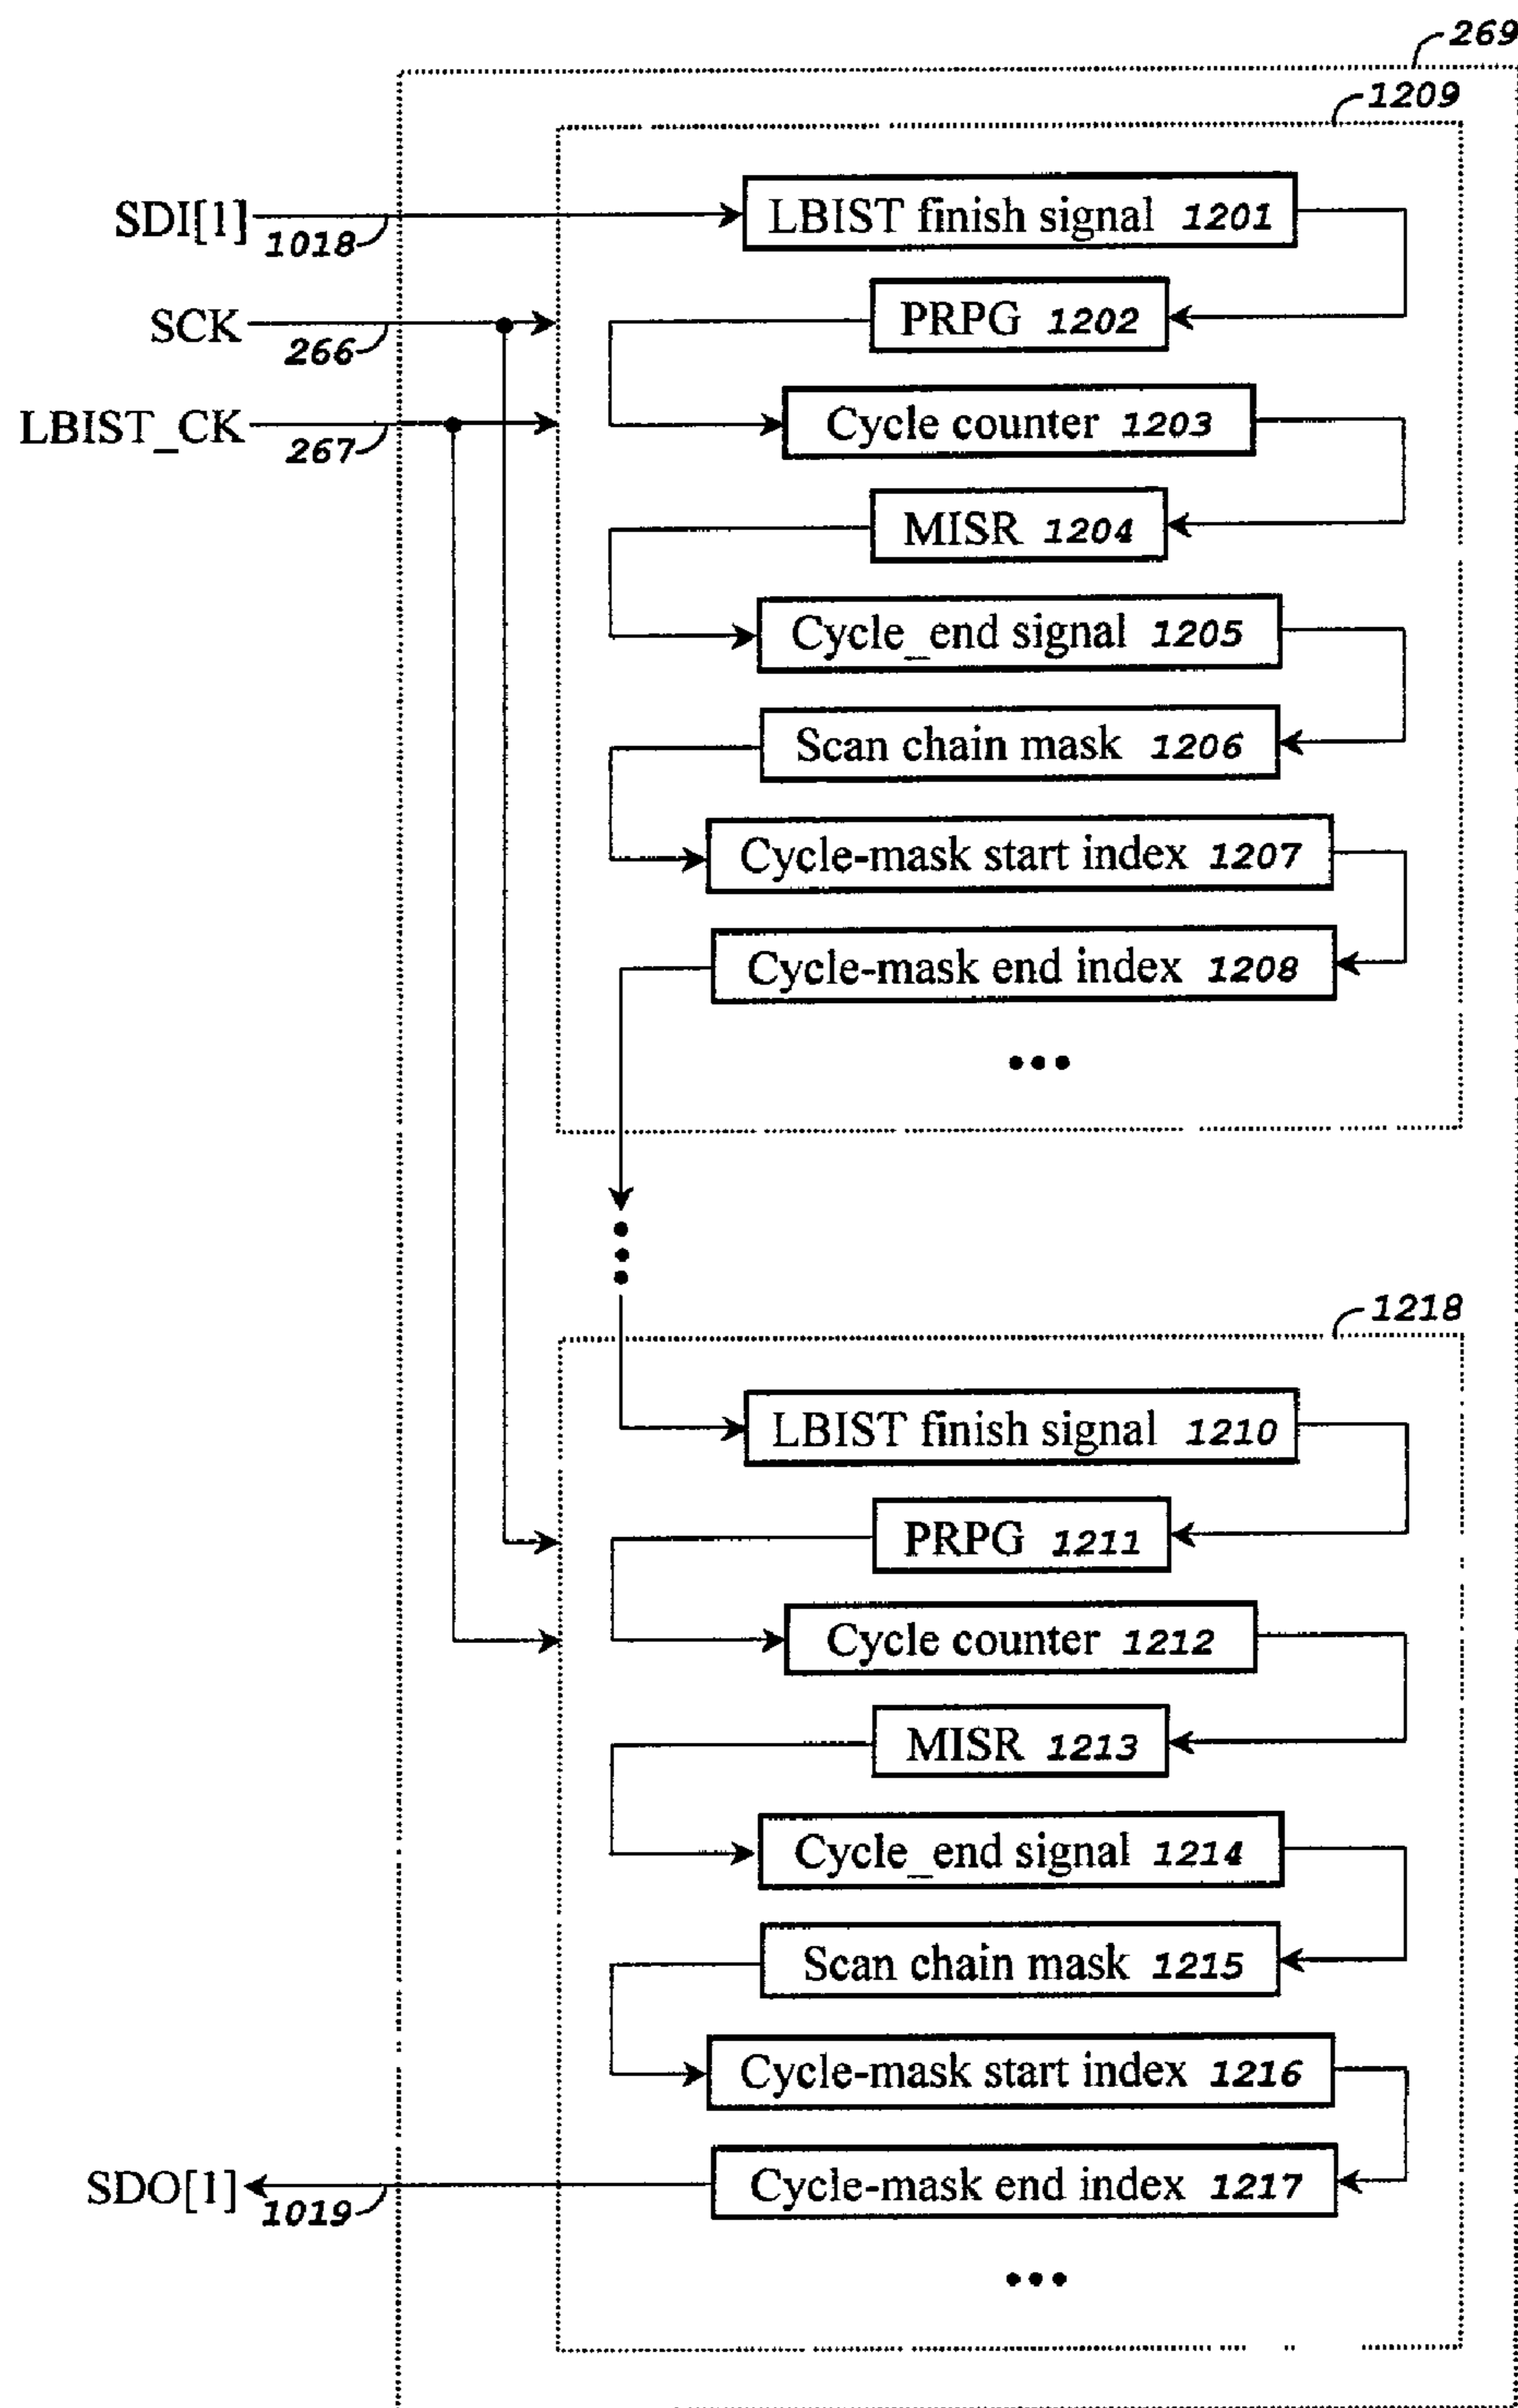 269
1209
LBIST finish signal 1201
SDI[1]
1018
PRPG 1202
SCK
266
Cycle counter 1203
LBIST_CK
267
MISR 1204
Cycle_end signal 1205
Scan chain mask 1206
Cycle-mask start index 1207
Cycle-mask end index 1208
•••
1218
LBIST finish signal 1210
PRPG 1211
Cycle counter 1212
MISR 1213
Cycle_end signal 1214
Scan chain mask 1215
Cycle-mask start index 1216
SDO[1]
1019
Cycle-mask end index 1217
•••